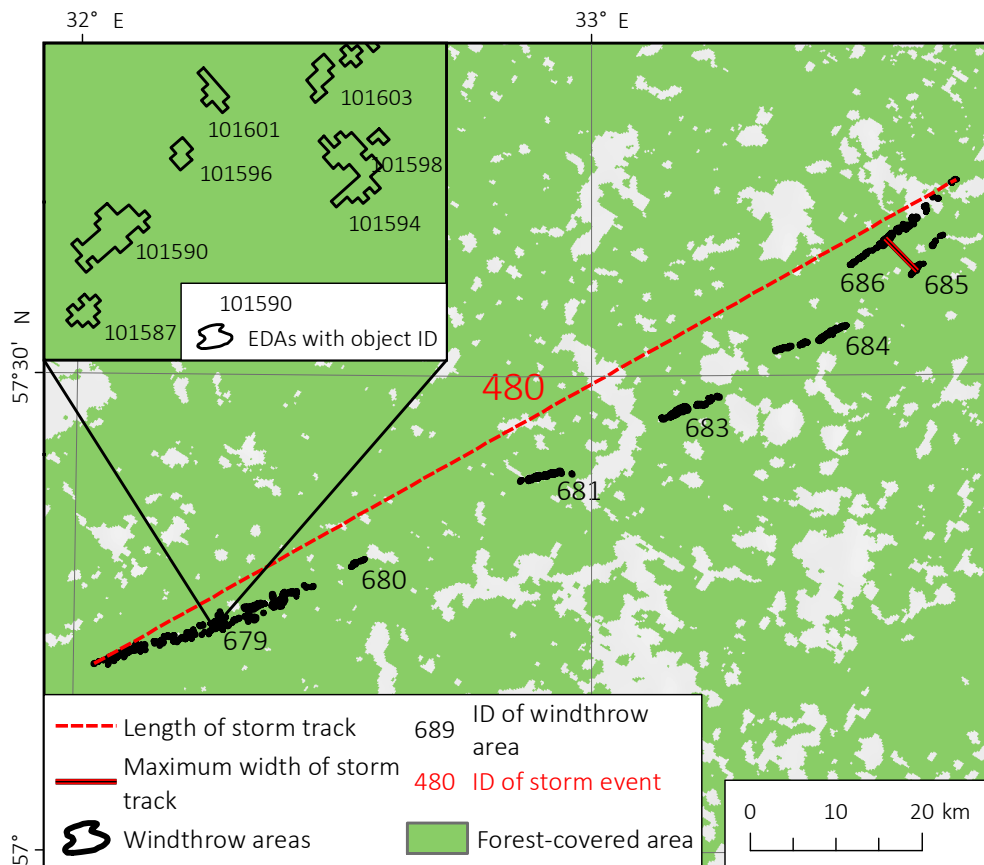 32° E
33° E
101603
101601
101598
101596
101594
101590
101590
EDAs with object ID
101587
57°30' N
480
686
685
684
683
681
680
679
Length of storm track
689
ID of windthrow
area
Maximum width of storm
track
480
ID of storm event
Windthrow areas
Forest-covered area
0 10 20 km
57°